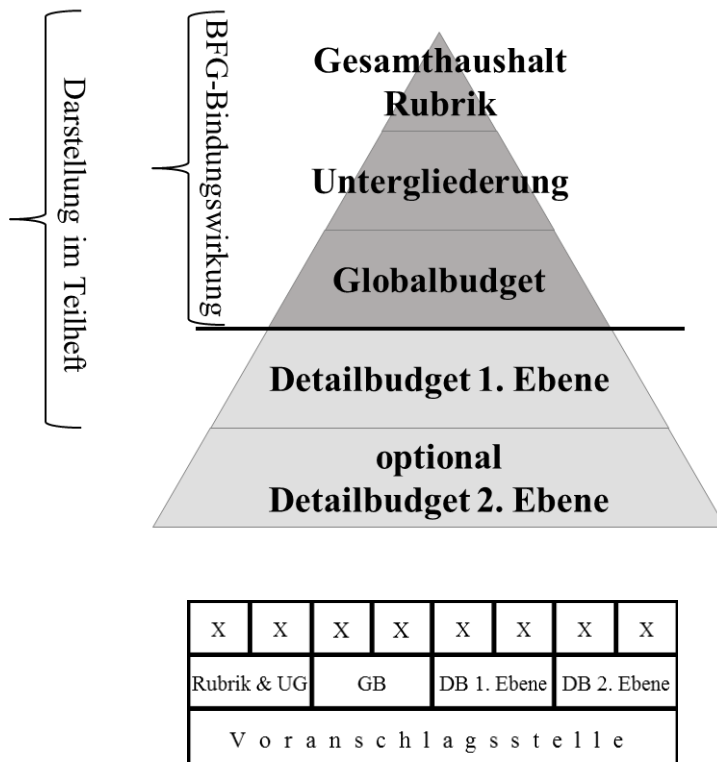 Darstellung im Teilheft
BFG-Bindungswirkung
Gesamthaushalt
Rubrik
Untergliederung
Globalbudget
Detailbudget 1. Ebene
optional
Detailbudget 2. Ebene
X X X X X X X X
Rubrik & UG GB DB 1. Ebene DB 2. Ebene
Voranschlagsstelle